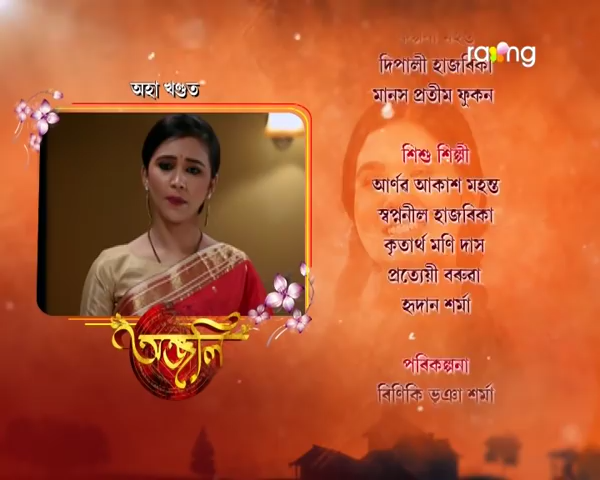 rang
অহা খণ্ডত
অঞ্জলি
দিপালী হাজৰিকা
মানস প্ৰতীম ফুকন
শিশু শিল্পী
আৰ্ণৱ আকাশ মহন্ত
স্বপ্ননীল হাজৰিকা
কৃতাৰ্থ মণি দাস
প্ৰত্যেয়ী বৰুৱা
হৃদান শৰ্মা
পৰিকল্পনা
ৰিণিকি ভূঞা শৰ্মা